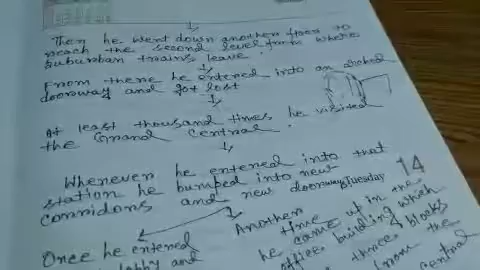 Then he went down another floor to
reach the second level from where
suburban trains leave.
From there he entered into an arched
doorway and got lost
At least thousand times he visited
the Grand Central.
Whenever he entered into that
station he bumped into new
corridors and new doorways
14
Tuesday
Once he entered
lobby and
Another
time came up in the
he
office building which
three blocks
from the
Central